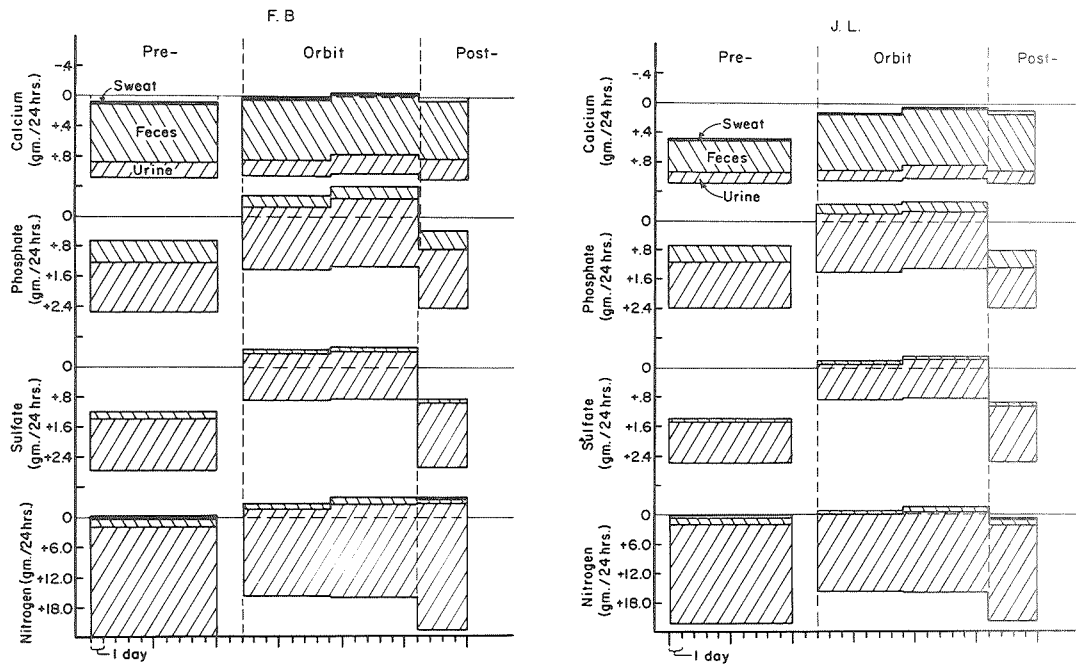 F. B
Pre-
Orbit
Post-
Calcium
(gm./24 hrs.)
-.4
0
+.4
+.8
Sweat
Feces
Urine
Phosphate
(gm./24 hrs.)
0
+.8
+1.6
+2.4
Sulfate
(gm./24 hrs.)
0
+.8
+1.6
+2.4
Nitrogen (gm./24hrs.)
0
+6.0
+12.0
+18.0
1 day
J. L.
Pre-
Orbit
Post-
Calcium
(gm./24 hrs.)
-.4
0
+.4
+.8
Sweat
Feces
Urine
Phosphate
(gm./24 hrs.)
0
+.8
+1.6
+2.4
Sulfate
(gm./24 hrs.)
0
+.8
+1.6
+2.4
Nitrogen
(gm./24 hrs.)
0
+6.0
+12.0
+18.0
1 day